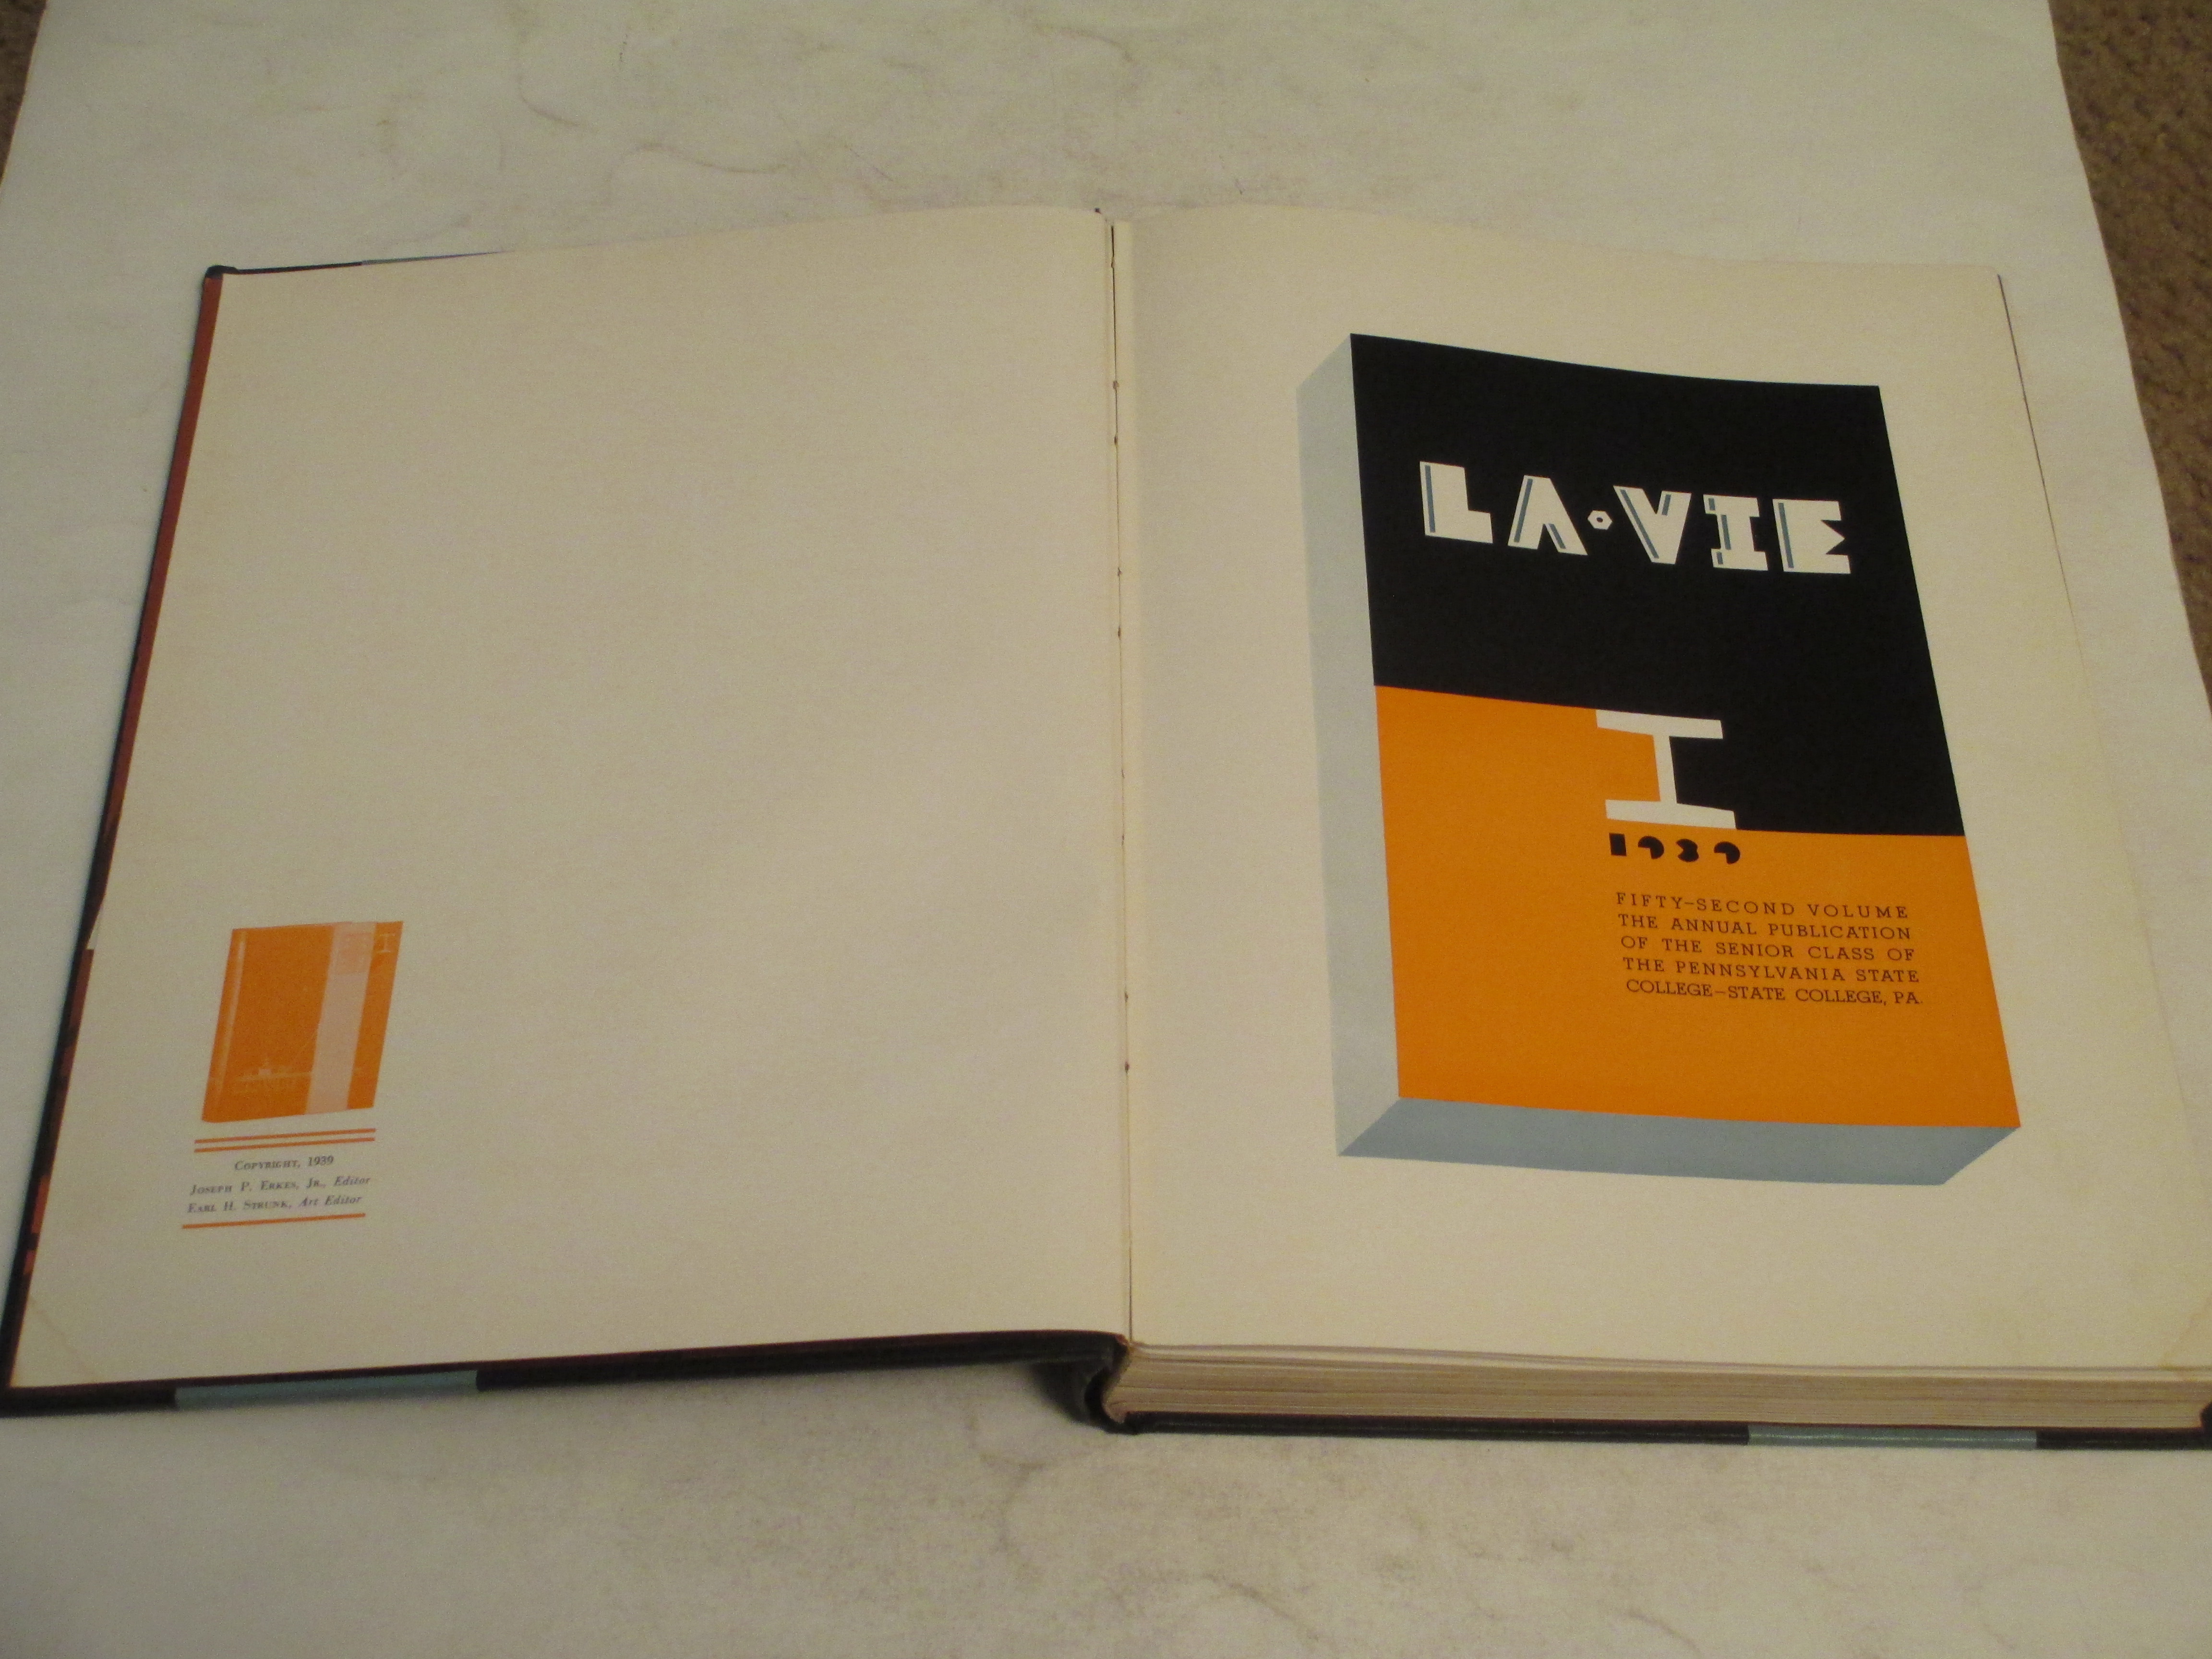 COPYRIGHT, 1939
JOSEPH P. ERKES, JR., Editor
EARL H. STRUNK, Art Editor
LA·VIE
I
1939
FIFTY-SECOND VOLUME
THE ANNUAL PUBLICATION
OF THE SENIOR CLASS OF
THE PENNSYLVANIA STATE
COLLEGE—STATE COLLEGE, PA.